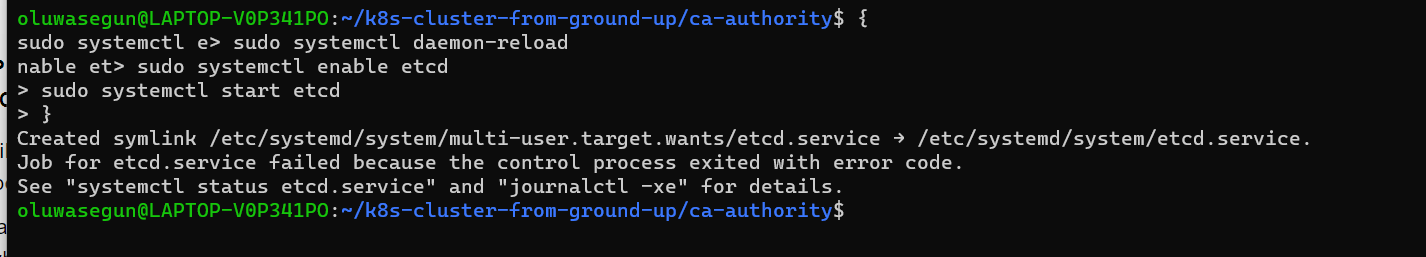 oluwasegun@LAPTOP-V0P341PO:~/k8s-cluster-from-ground-up/ca-authority$ {
sudo systemctl e> sudo systemctl daemon-reload
nable et> sudo systemctl enable etcd
> sudo systemctl start etcd
> }
Created symlink /etc/systemd/system/multi-user.target.wants/etcd.service → /etc/systemd/system/etcd.service.
Job for etcd.service failed because the control process exited with error code.
See "systemctl status etcd.service" and "journalctl -xe" for details.
oluwasegun@LAPTOP-V0P341PO:~/k8s-cluster-from-ground-up/ca-authority$